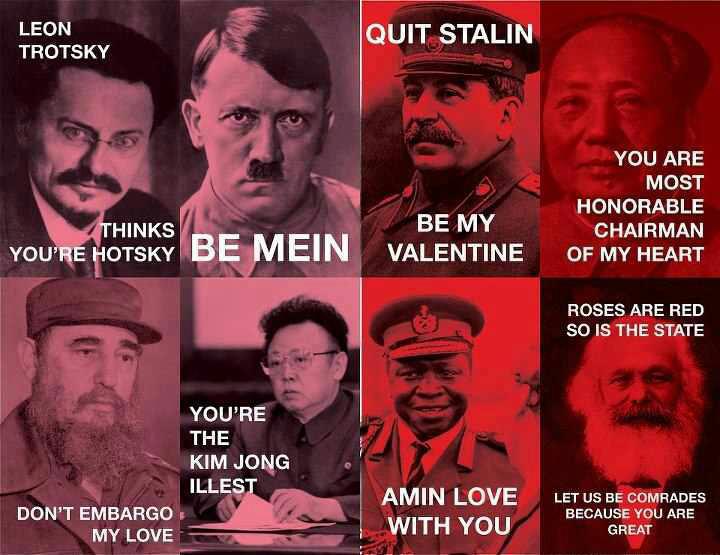 LEON
TROTSKY
THINKS
YOU'RE HOTSKY
BE MEIN
QUIT STALIN
BE MY
VALENTINE
YOU ARE
MOST
HONORABLE
CHAIRMAN
OF MY HEART
DON'T EMBARGO
MY LOVE
YOU'RE
THE
KIM JONG
ILLEST
AMIN LOVE
WITH YOU
ROSES ARE RED
SO IS THE STATE
LET US BE COMRADES
BECAUSE YOU ARE
GREAT